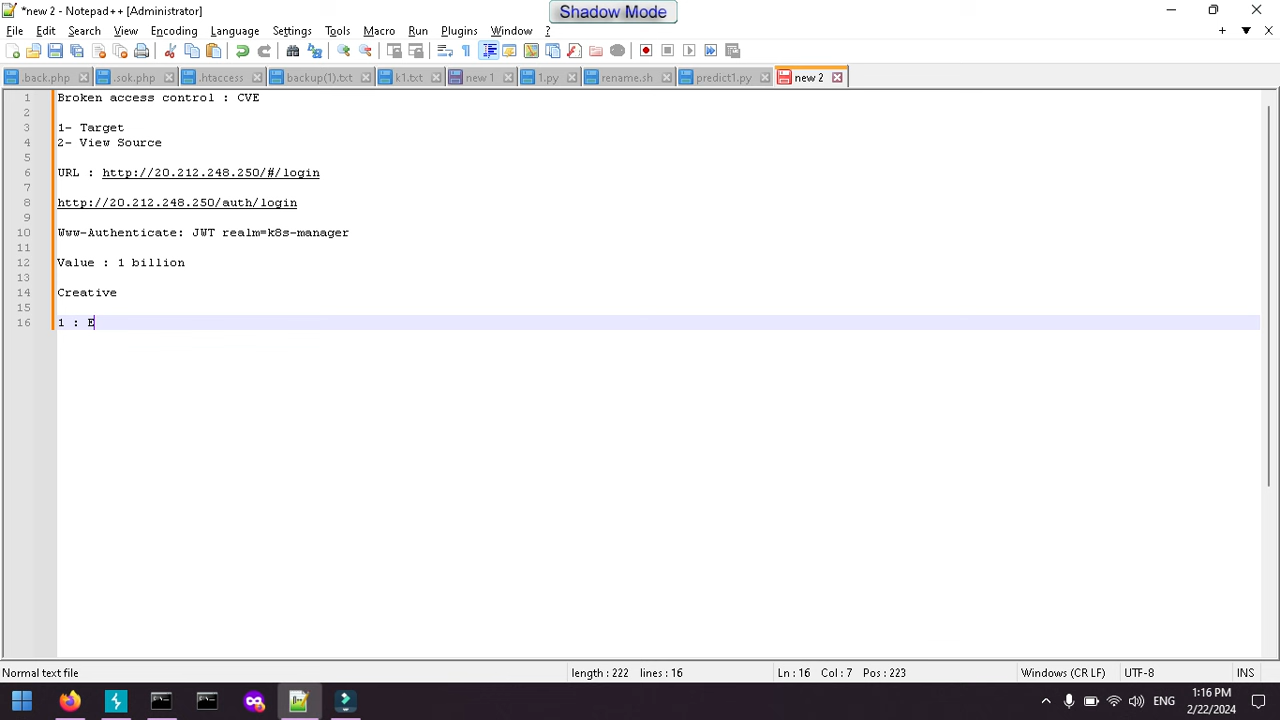 *new 2 - Notepad++ [Administrator]
Shadow Mode
File Edit Search View Encoding Language Settings Tools Macro Run Plugins Window ?
.back.php .sok.php .htaccess backup(1).txt k1.txt new 1 1.py rename.sh predict1.py new 2
1 Broken access control : CVE
2
3 1- Target
4 2- View Source
5
6 URL : http://20.212.248.250/#/login
7
8 http://20.212.248.250/auth/login
9
10 Www-Authenticate: JWT realm=k8s-manager
11
12 Value : 1 billion
13
14 Creative
15
16 1 : E
Normal text file length : 222 lines : 16 Ln : 16 Col : 7 Pos : 223 Windows (CR LF) UTF-8 INS
ENG 1:16 PM
2/22/2024